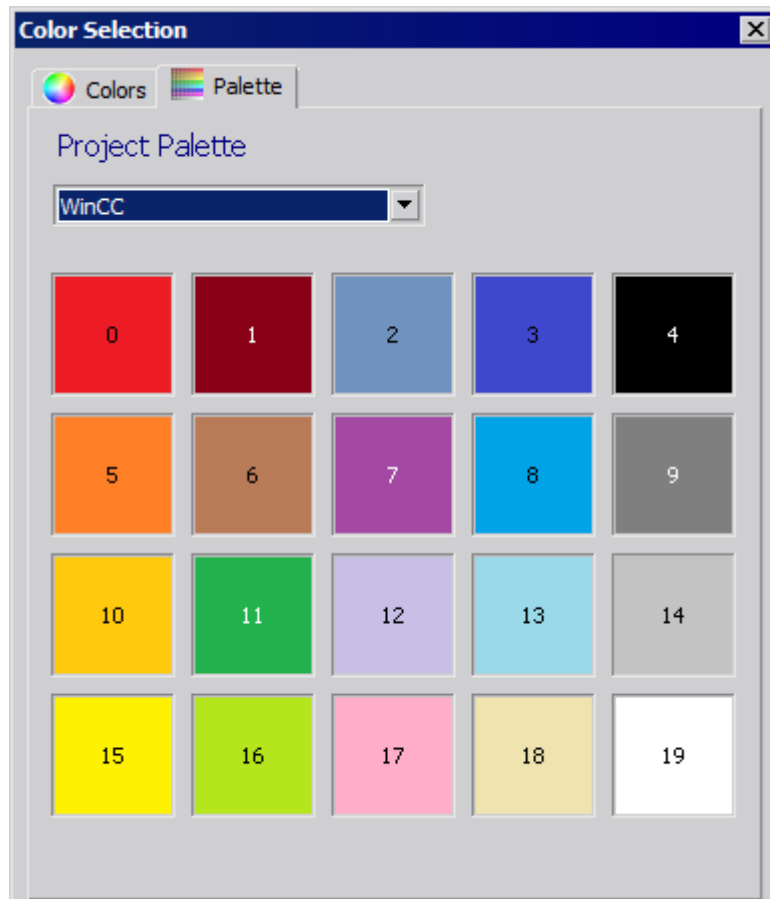 Color Selection
Colors Palette
Project Palette
WinCC
0 1 2 3 4
5 6 7 8 9
10 11 12 13 14
15 16 17 18 19